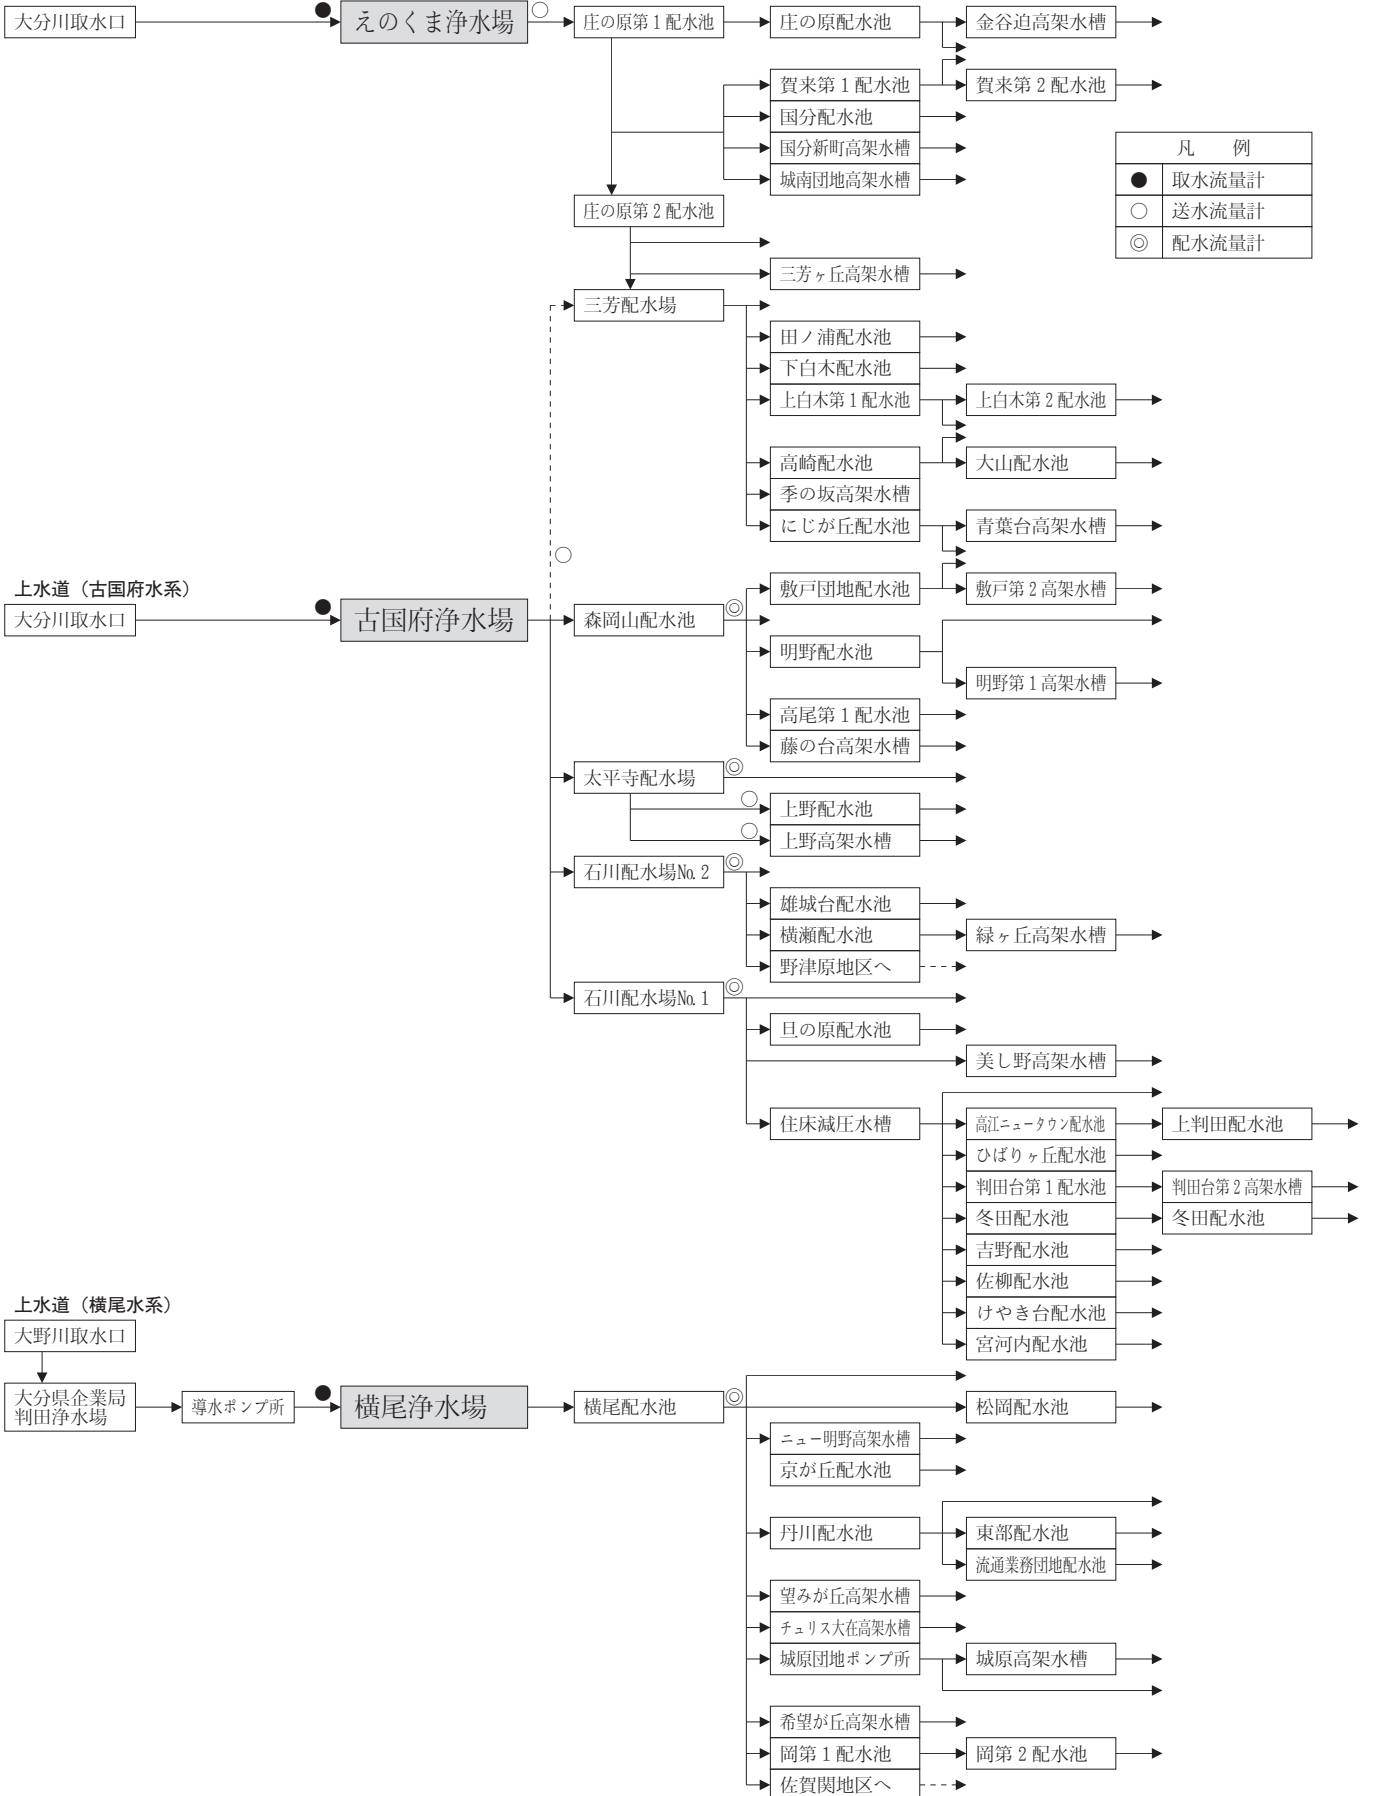 大分川取水口
えのくま浄水場
庄の原第1配水池
庄の原配水池
金谷迫高架水槽
賀来第1配水池
賀来第2配水池
国分配水池
国分新町高架水槽
城南団地高架水槽
凡　例
● 取水流量計
○ 送水流量計
◎ 配水流量計
庄の原第2配水池
三芳ヶ丘高架水槽
三芳配水場
田ノ浦配水池
下白木配水池
上白木第1配水池
上白木第2配水池
高崎配水池
大山配水池
季の坂高架水槽
にじが丘配水池
青葉台高架水槽
上水道（古国府水系）
大分川取水口
古国府浄水場
森岡山配水池
敷戸団地配水池
敷戸第2高架水槽
明野配水池
明野第1高架水槽
高尾第1配水池
藤の台高架水槽
太平寺配水場
上野配水池
上野高架水槽
石川配水場№2
雄城台配水池
横瀬配水池
緑ヶ丘高架水槽
野津原地区へ
石川配水場№1
旦の原配水池
美し野高架水槽
住床減圧水槽
高江ニュータウン配水池
上判田配水池
ひばりヶ丘配水池
判田台第1配水池
判田台第2高架水槽
冬田配水池
冬田配水池
吉野配水池
佐柳配水池
けやき台配水池
宮河内配水池
上水道（横尾水系）
大野川取水口
大分県企業局
判田浄水場
導水ポンプ所
横尾浄水場
横尾配水池
松岡配水池
ニュー明野高架水槽
京が丘配水池
丹川配水池
東部配水池
流通業務団地配水池
望みが丘高架水槽
チュリス大在高架水槽
城原団地ポンプ所
城原高架水槽
希望が丘高架水槽
岡第1配水池
岡第2配水池
佐賀関地区へ